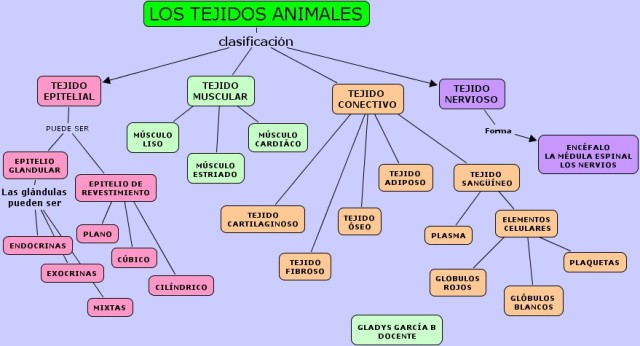 LOS TEJIDOS ANIMALES
clasificación
TEJIDO
EPITELIAL
TEJIDO
MUSCULAR
TEJIDO
CONECTIVO
TEJIDO
NERVIOSO
PUEDE SER
Forma
MÚSCULO
LISO
MÚSCULO
ESTRIADO
MÚSCULO
CARDIÁCO
ENCÉFALO
LA MÉDULA ESPINAL
LOS NERVIOS
EPITELIO
GLANDULAR
EPITELIO DE
REVESTIMIENTO
TEJIDO
ADIPOSO
TEJIDO
SANGÜÍNEO
Las glándulas
pueden ser
TEJIDO
CARTILAGINOSO
TEJIDO
ÓSEO
TEJIDO
FIBROSO
PLASMA
ELEMENTOS
CELULARES
ENDOCRINAS
EXOCRINAS
MIXTAS
PLANO
CÚBICO
CILÍNDRICO
GLOBULOS
ROJOS
GLÓBULOS
BLANCOS
PLAQUETAS
GLADYS GARCÍA B
DOCENTE